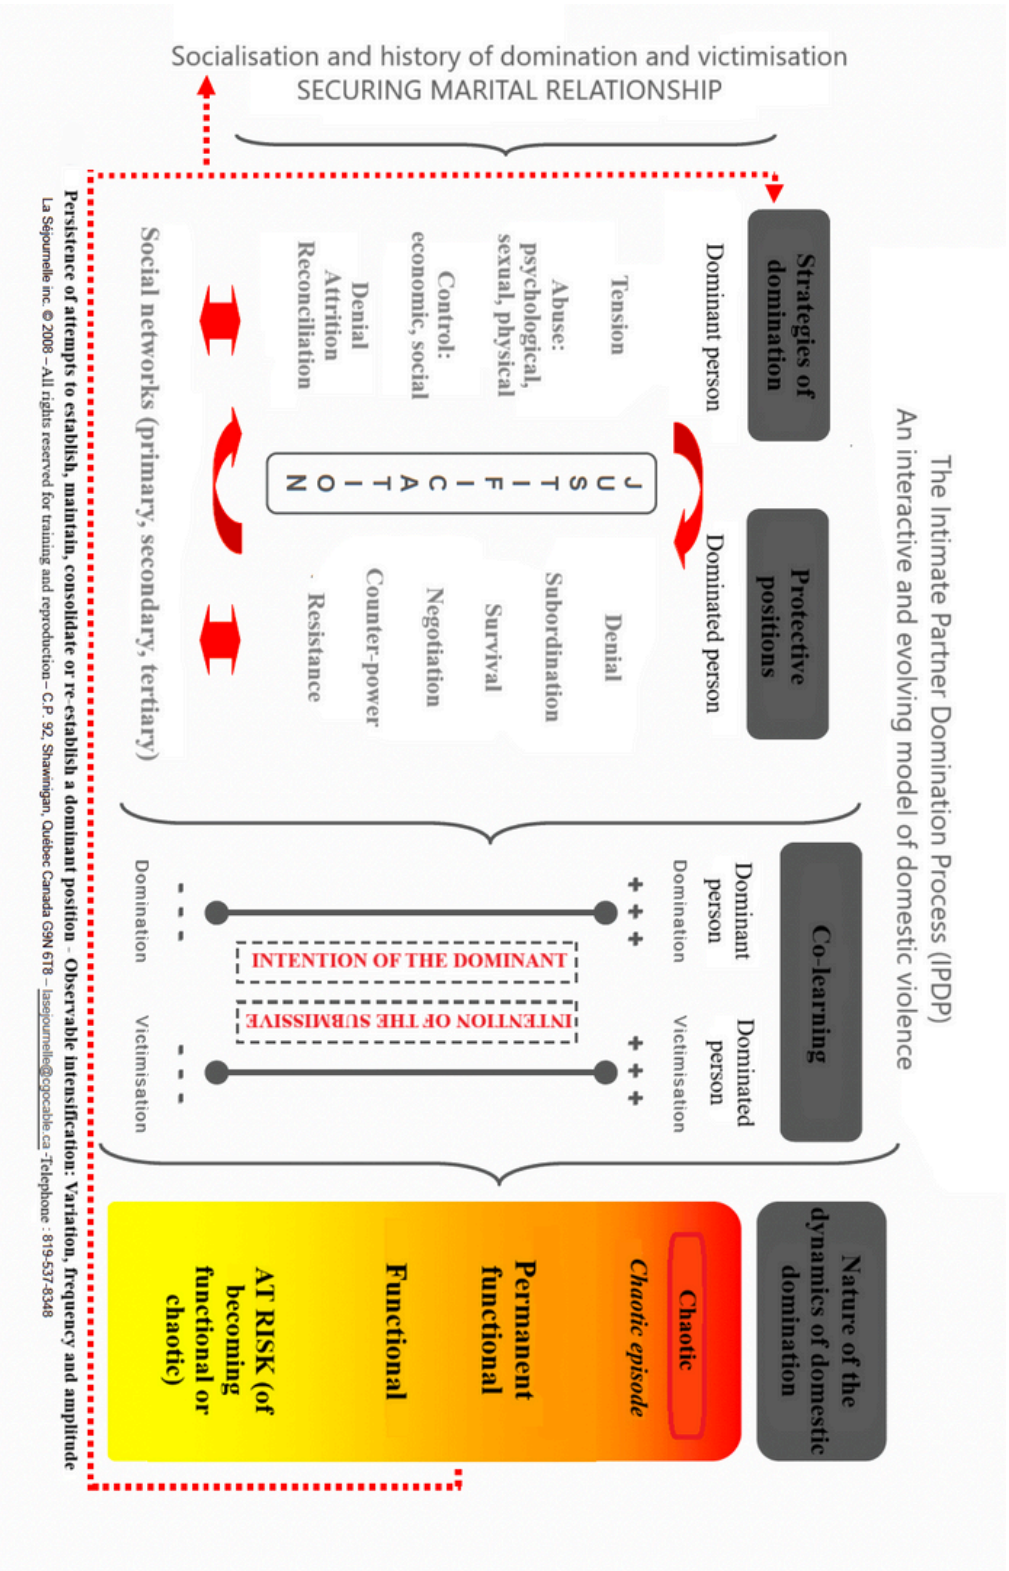 The Intimate Partner Domination Process (IPDP)
An interactive and evolving model of domestic violence
Socialisation and history of domination and victimisation
SECURING MARITAL RELATIONSHIP
Strategies of
domination
Dominant person
Tension
Abuse:
psychological,
sexual, physical
Control:
economic, social
Denial
Attrition
Reconciliation
JUSTIFICATION
Protective
positions
Dominated person
Denial
Subordination
Survival
Negotiation
Counter-power
Resistance
Social networks (primary, secondary, tertiary)
Co-learning
Dominant
person
Domination
+ + +
INTENTION OF THE DOMINANT
- - -
Domination
Dominated
person
Victimisation
+ + +
INTENTION OF THE SUBMISSIVE
- - -
Victimisation
Nature of the
dynamics of domestic
domination
Chaotic
Chaotic episode
Permanent
functional
Functional
AT RISK (of
becoming
functional or
chaotic)
Persistence of attempts to establish, maintain, consolidate or re-establish a dominant position - Observable intensification: Variation, frequency and amplitude
La Séjournelle inc. © 2008 – All rights reserved for training and reproduction – C.P. 92, Shawinigan, Québec Canada G9N 6T8 – lasejournelle@cgocable.ca -Telephone : 819-537-8348